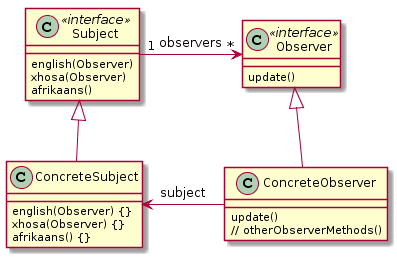 C «interface»
Subject
english(Observer)
xhosa(Observer)
afrikaans()
1 observers *
C «interface»
Observer
update()
C ConcreteSubject
english(Observer) {}
xhosa(Observer) {}
afrikaans() {}
subject
C ConcreteObserver
update()
// otherObserverMethods()